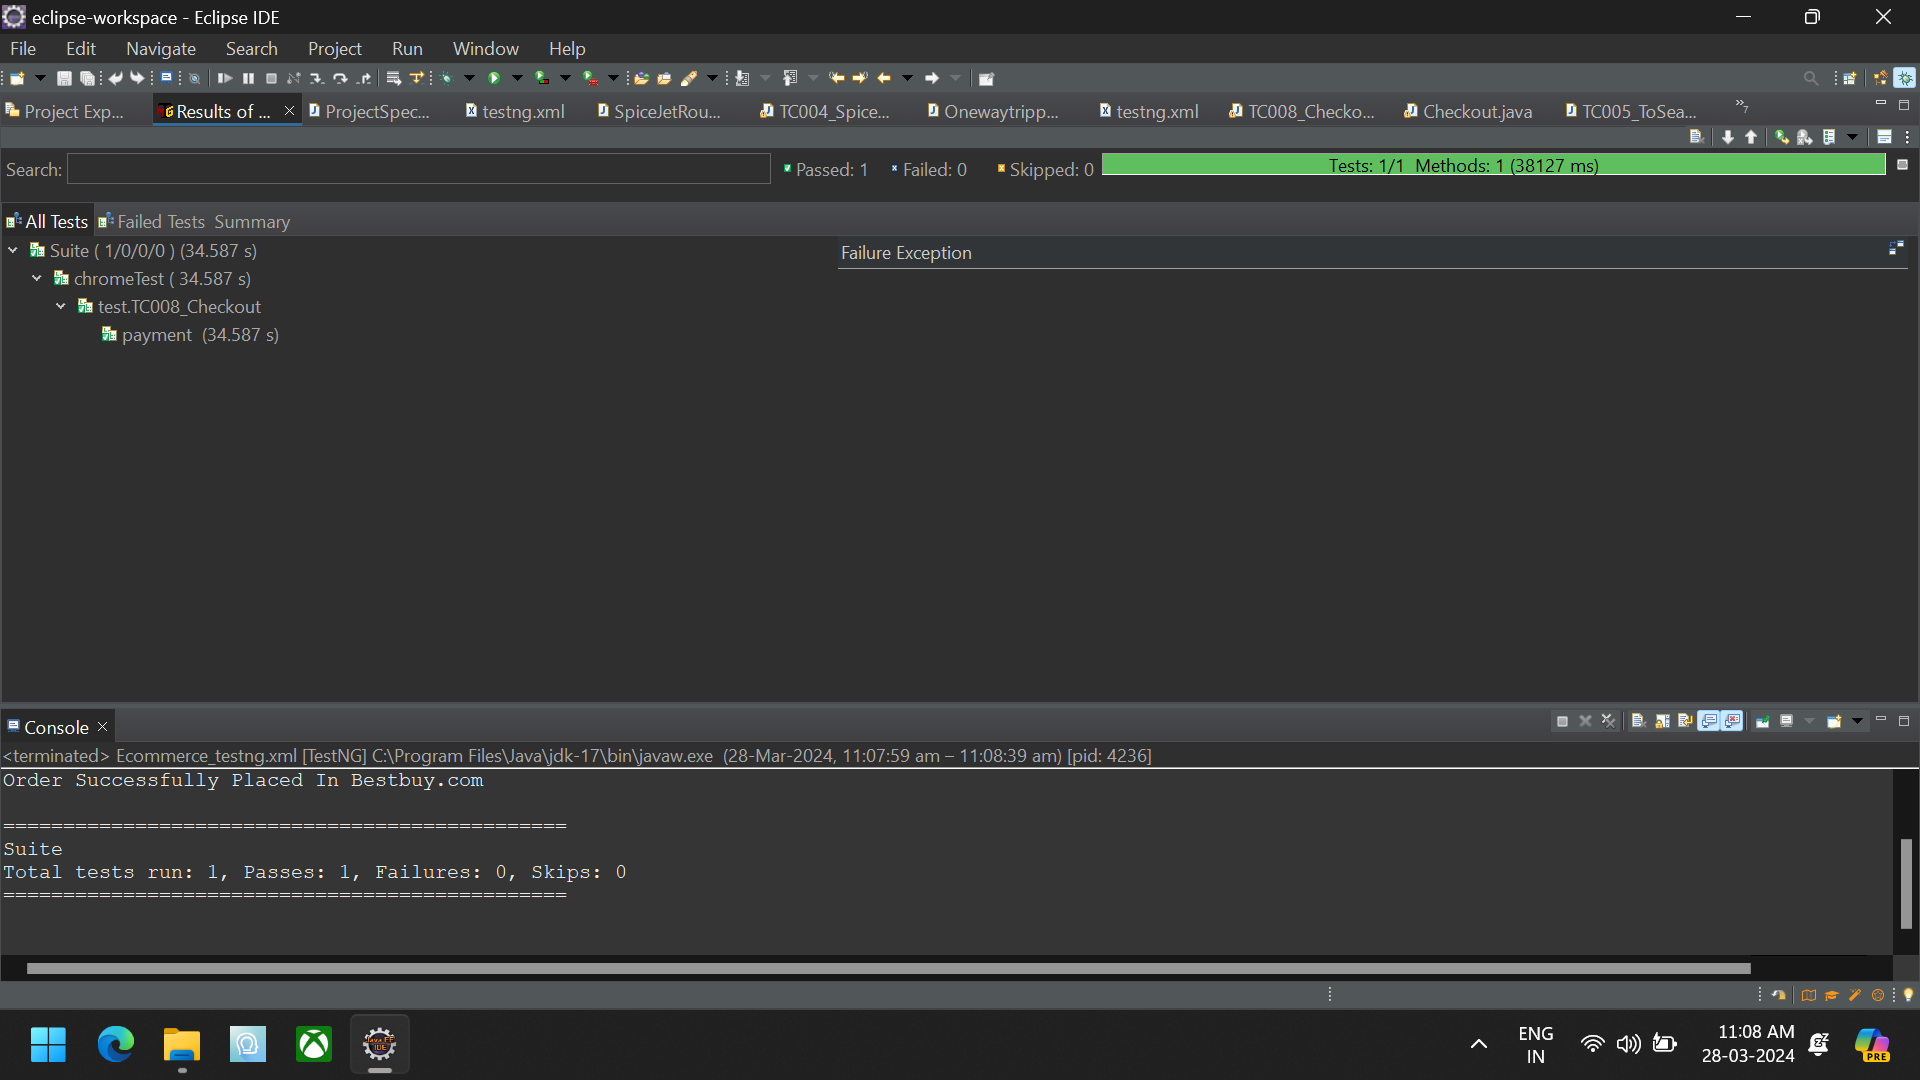 eclipse-workspace - Eclipse IDE
File Edit Navigate Search Project Run Window Help
Project Exp... Results of ... ProjectSpec... testng.xml SpiceJetRou... TC004_Spice... Onewaytripp... testng.xml TC008_Checko... Checkout.java TC005_ToSea... »7
Search: Passed: 1 Failed: 0 Skipped: 0 Tests: 1/1 Methods: 1 (38127 ms)
All Tests Failed Tests Summary
Suite ( 1/0/0/0 ) (34.587 s)
Failure Exception
chromeTest ( 34.587 s)
test.TC008_Checkout
payment (34.587 s)
Console
<terminated> Ecommerce_testng.xml [TestNG] C:\Program Files\Java\jdk-17\bin\javaw.exe (28-Mar-2024, 11:07:59 am – 11:08:39 am) [pid: 4236]
Order Successfully Placed In Bestbuy.com
===============================================
Suite
Total tests run: 1, Passes: 1, Failures: 0, Skips: 0
===============================================
Java EE
IDE
ENG
IN
11:08 AM
28-03-2024
PRE